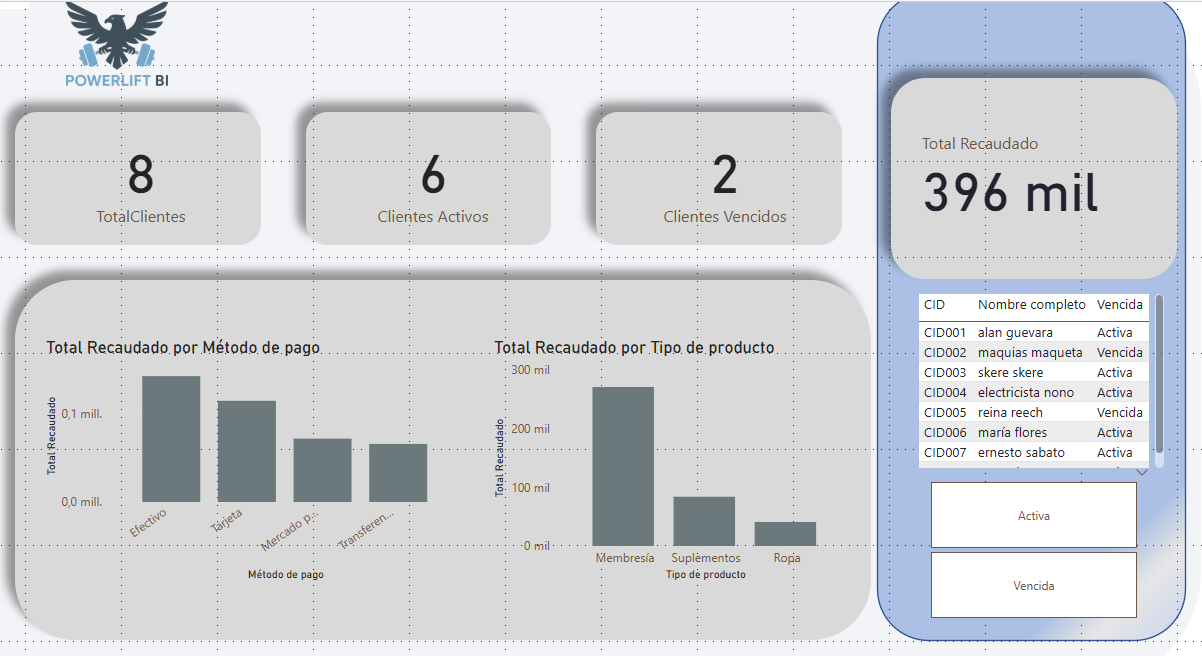 POWERLIFT BI
8
TotalClientes
6
Clientes Activos
2
Clientes Vencidos
Total Recaudado
396 mil
Total Recaudado por Método de pago
Total Recaudado
0,1 mill.
0,0 mill.
Efectivo
Tarjeta
Mercado p...
Transferen...
Método de pago
Total Recaudado por Tipo de producto
Total Recaudado
300 mil
200 mil
100 mil
0 mil
Membresía
Suplementos
Ropa
Tipo de producto
CID Nombre completo Vencida
CID001 alan guevara Activa
CID002 maquias maqueta Vencida
CID003 skere skere Activa
CID004 electricista nono Activa
CID005 reina reech Vencida
CID006 maría flores Activa
CID007 ernesto sabato Activa
Activa
Vencida